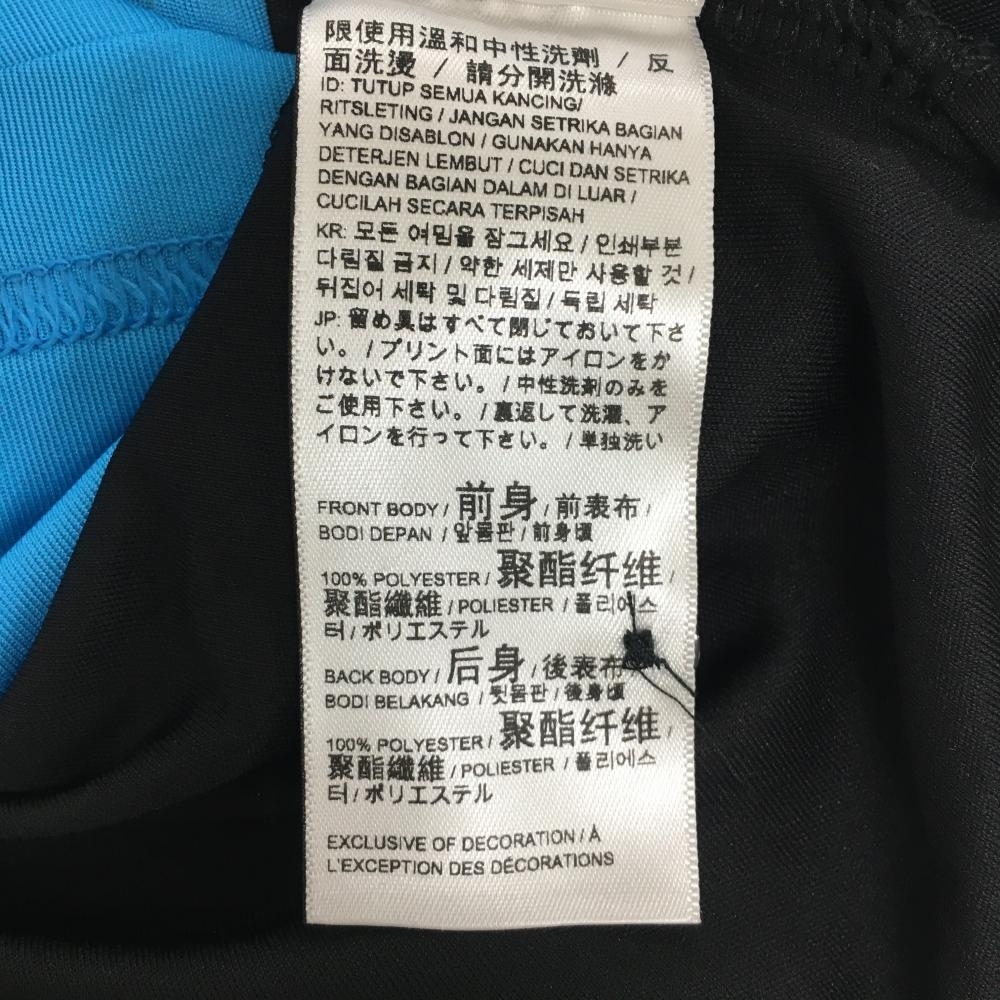 限使用溫和中性洗劑 / 反
面洗燙 / 請分開洗滌
ID: TUTUP SEMUA KANCING/
RITSLETING / JANGAN SETRIKA BAGIAN
YANG DISABLON / GUNAKAN HANYA
DETERJEN LEMBUT / CUCI DAN SETRIKA
DENGAN BAGIAN DALAM DI LUAR /
CUCILAH SECARA TERPISAH
KR: 모든 여밈을 잠그세요 / 인쇄부분
다림질 금지 / 약한 세제만 사용할 것 /
뒤집어 세탁 및 다림질 / 독립 세탁
JP: 留め具はすべて閉じておいて下さ
い。 / プリント面にはアイロンをか
けないで下さい。 / 中性洗剤のみを
ご使用下さい。 / 裏返して洗濯、ア
イロンを行って下さい。 / 単独洗い
FRONT BODY / 前身 / 前表布 /
BODI DEPAN / 앞몸판 / 前身頃
100% POLYESTER / 聚酯纤维 /
聚酯纖維 / POLIESTER / 폴리에스
터 / ポリエステル
BACK BODY / 后身 / 後表布
BODI BELAKANG / 뒷몸판 / 後身頃
100% POLYESTER / 聚酯纤维 /
聚酯纖維 / POLIESTER / 폴리에스
터 / ポリエステル
EXCLUSIVE OF DECORATION / À
L'EXCEPTION DES DÉCORATIONS